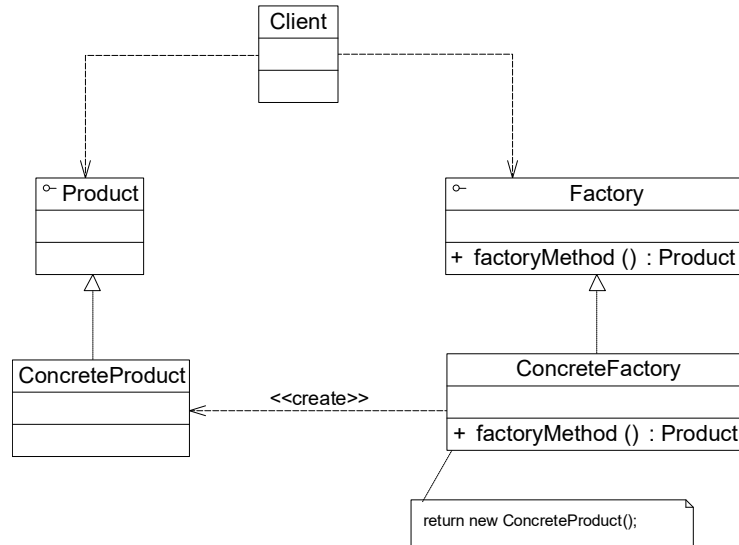 Client
Product
Factory
+ factoryMethod () : Product
ConcreteProduct
ConcreteFactory
<<create>>
+ factoryMethod () : Product
return new ConcreteProduct();